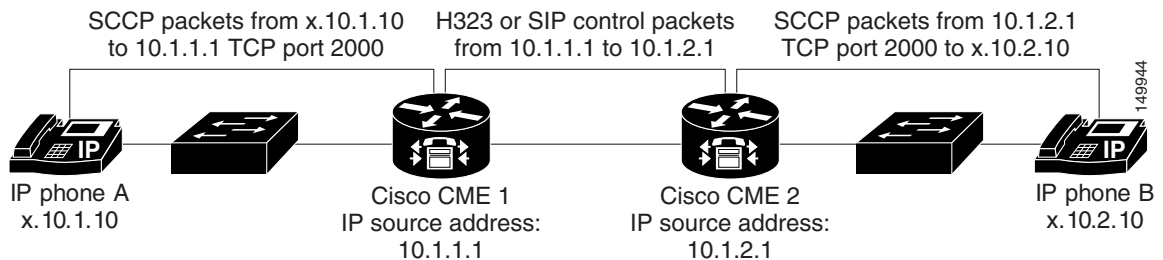 SCCP packets from x.10.1.10
to 10.1.1.1 TCP port 2000
H323 or SIP control packets
from 10.1.1.1 to 10.1.2.1
SCCP packets from 10.1.2.1
TCP port 2000 to x.10.2.10
149944
IP
IP
IP phone A
x.10.1.10
Cisco CME 1
IP source address:
10.1.1.1
Cisco CME 2
IP source address:
10.1.2.1
IP phone B
x.10.2.10